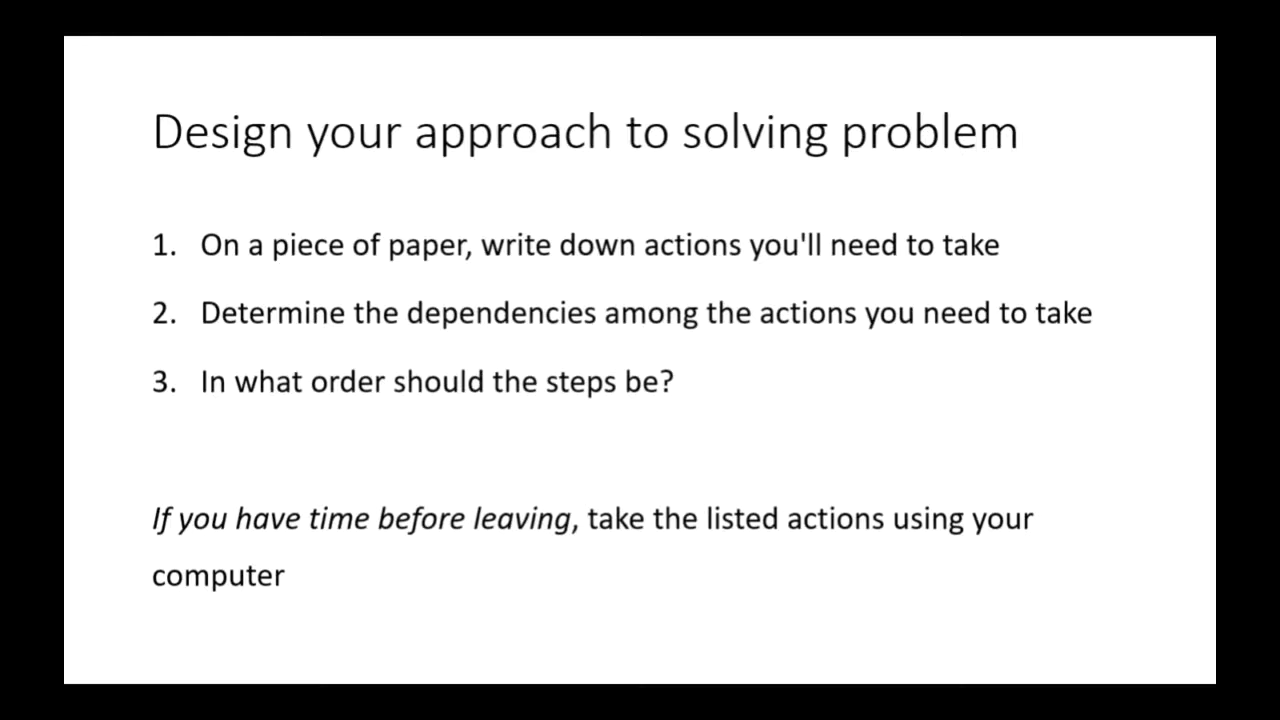 Design your approach to solving problem
1. On a piece of paper, write down actions you'll need to take
2. Determine the dependencies among the actions you need to take
3. In what order should the steps be?
If you have time before leaving, take the listed actions using your
computer